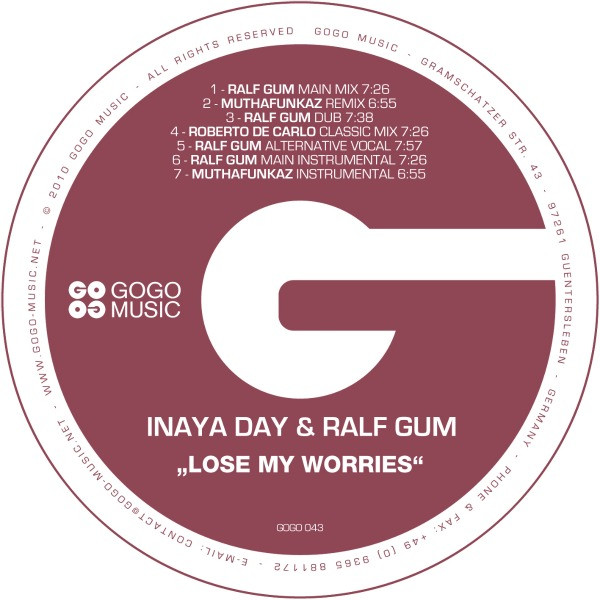 1 - RALF GUM MAIN MIX 7:26
2 - MUTHAFUNKAZ REMIX 6:55
3 - RALF GUM DUB 7:38
4 - ROBERTO DE CARLO CLASSIC MIX 7:26
5 - RALF GUM ALTERNATIVE VOCAL 7:57
6 - RALF GUM MAIN INSTRUMENTAL 7:26
7 - MUTHAFUNKAZ INSTRUMENTAL 6:55
GO GO
GOGO
MUSIC
INAYA DAY & RALF GUM
„LOSE MY WORRIES“
GOGO 043
© 2010 GOGO MUSIC - ALL RIGHTS RESERVED GOGO MUSIC - GRAMSCHATZER STR. 43 - 97261 GUENTERSLEBEN - GERMANY - PHONE & FAX: +49 (0) 9365 881172 - E-MAIL: CONTACT@GOGO-MUSIC.NET - WWW.GOGO-MUSIC.NET -